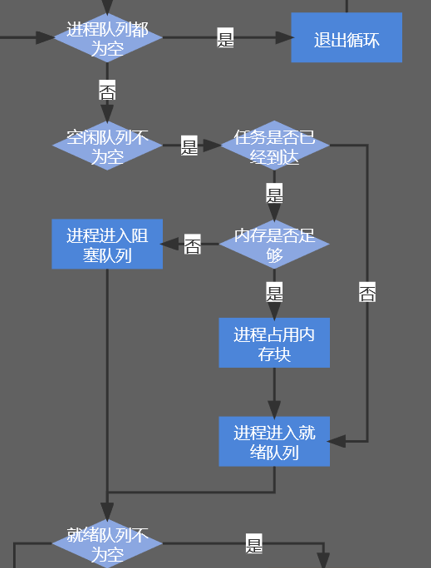 进程队列都
为空
是
退出循环
否
空闲队列不
为空
是
任务是否已
经到达
是
进程进入阻
塞队列
否
内存是否足
够
是
否
进程占用内
存块
进程进入就
绪队列
就绪队列不
为空
是